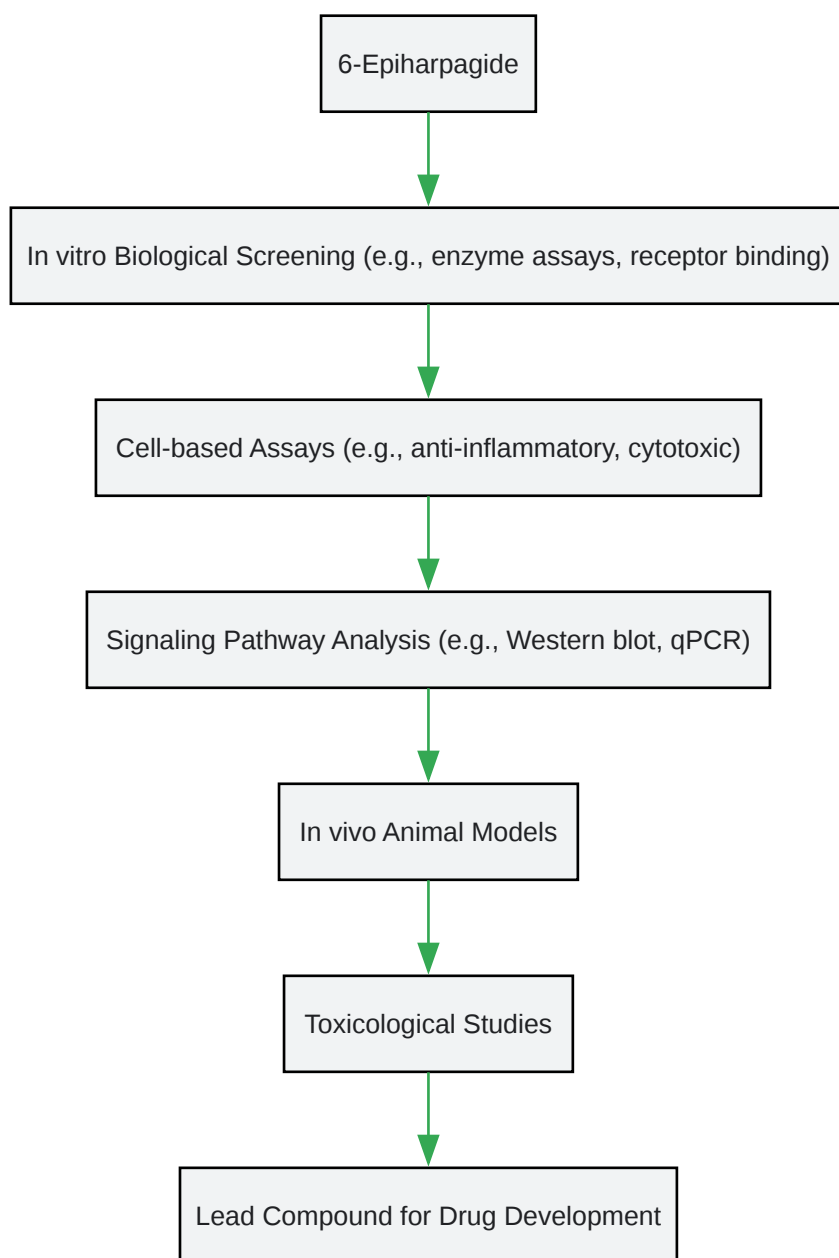 6-Epiharpagide
In vitro Biological Screening (e.g., enzyme assays, receptor binding)
Cell-based Assays (e.g., anti-inflammatory, cytotoxic)
Signaling Pathway Analysis (e.g., Western blot, qPCR)
In vivo Animal Models
Toxicological Studies
Lead Compound for Drug Development